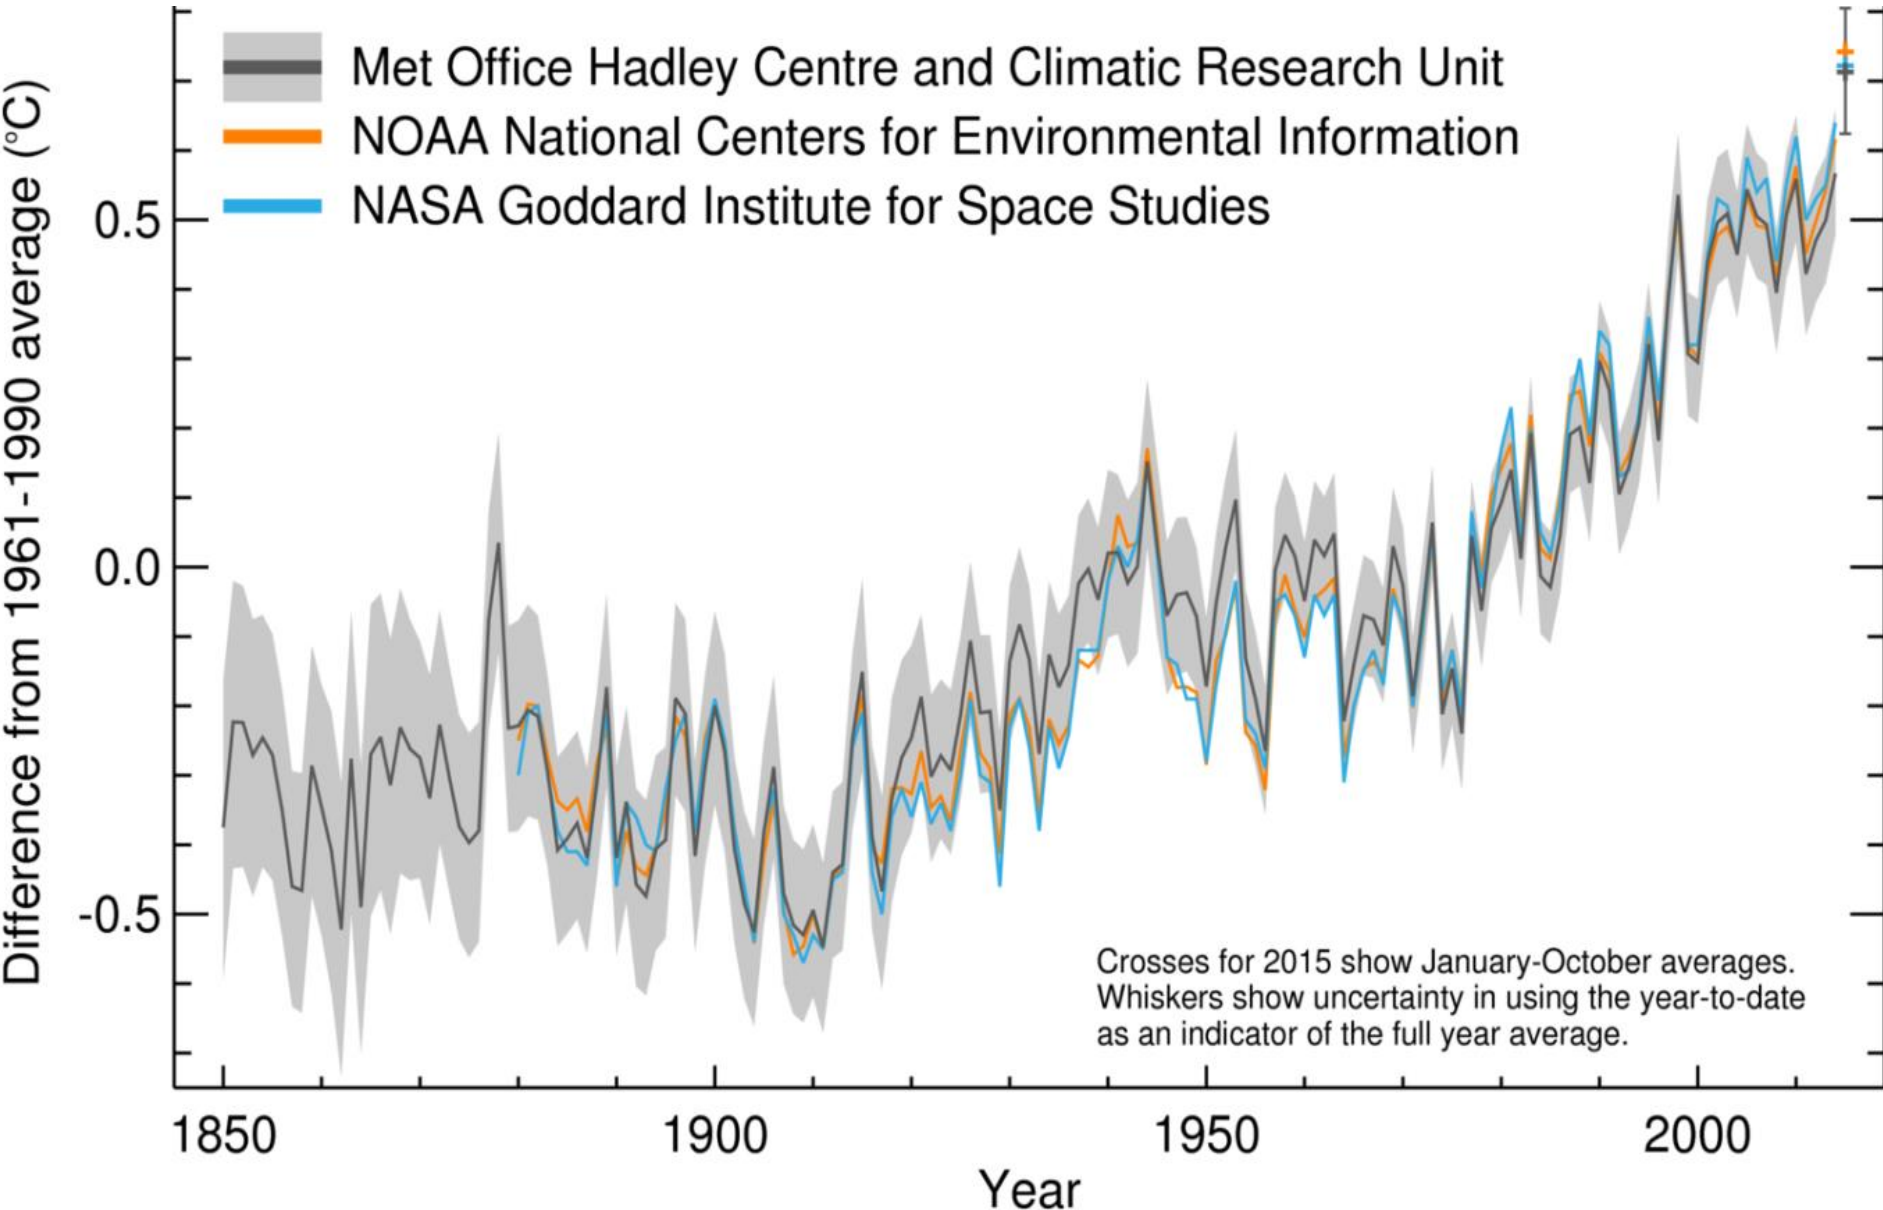 Met Office Hadley Centre and Climatic Research Unit
NOAA National Centers for Environmental Information
NASA Goddard Institute for Space Studies
Difference from 1961-1990 average (°C)
0.5
0.0
-0.5
Crosses for 2015 show January-October averages.
Whiskers show uncertainty in using the year-to-date
as an indicator of the full year average.
1850 1900 1950 2000
Year